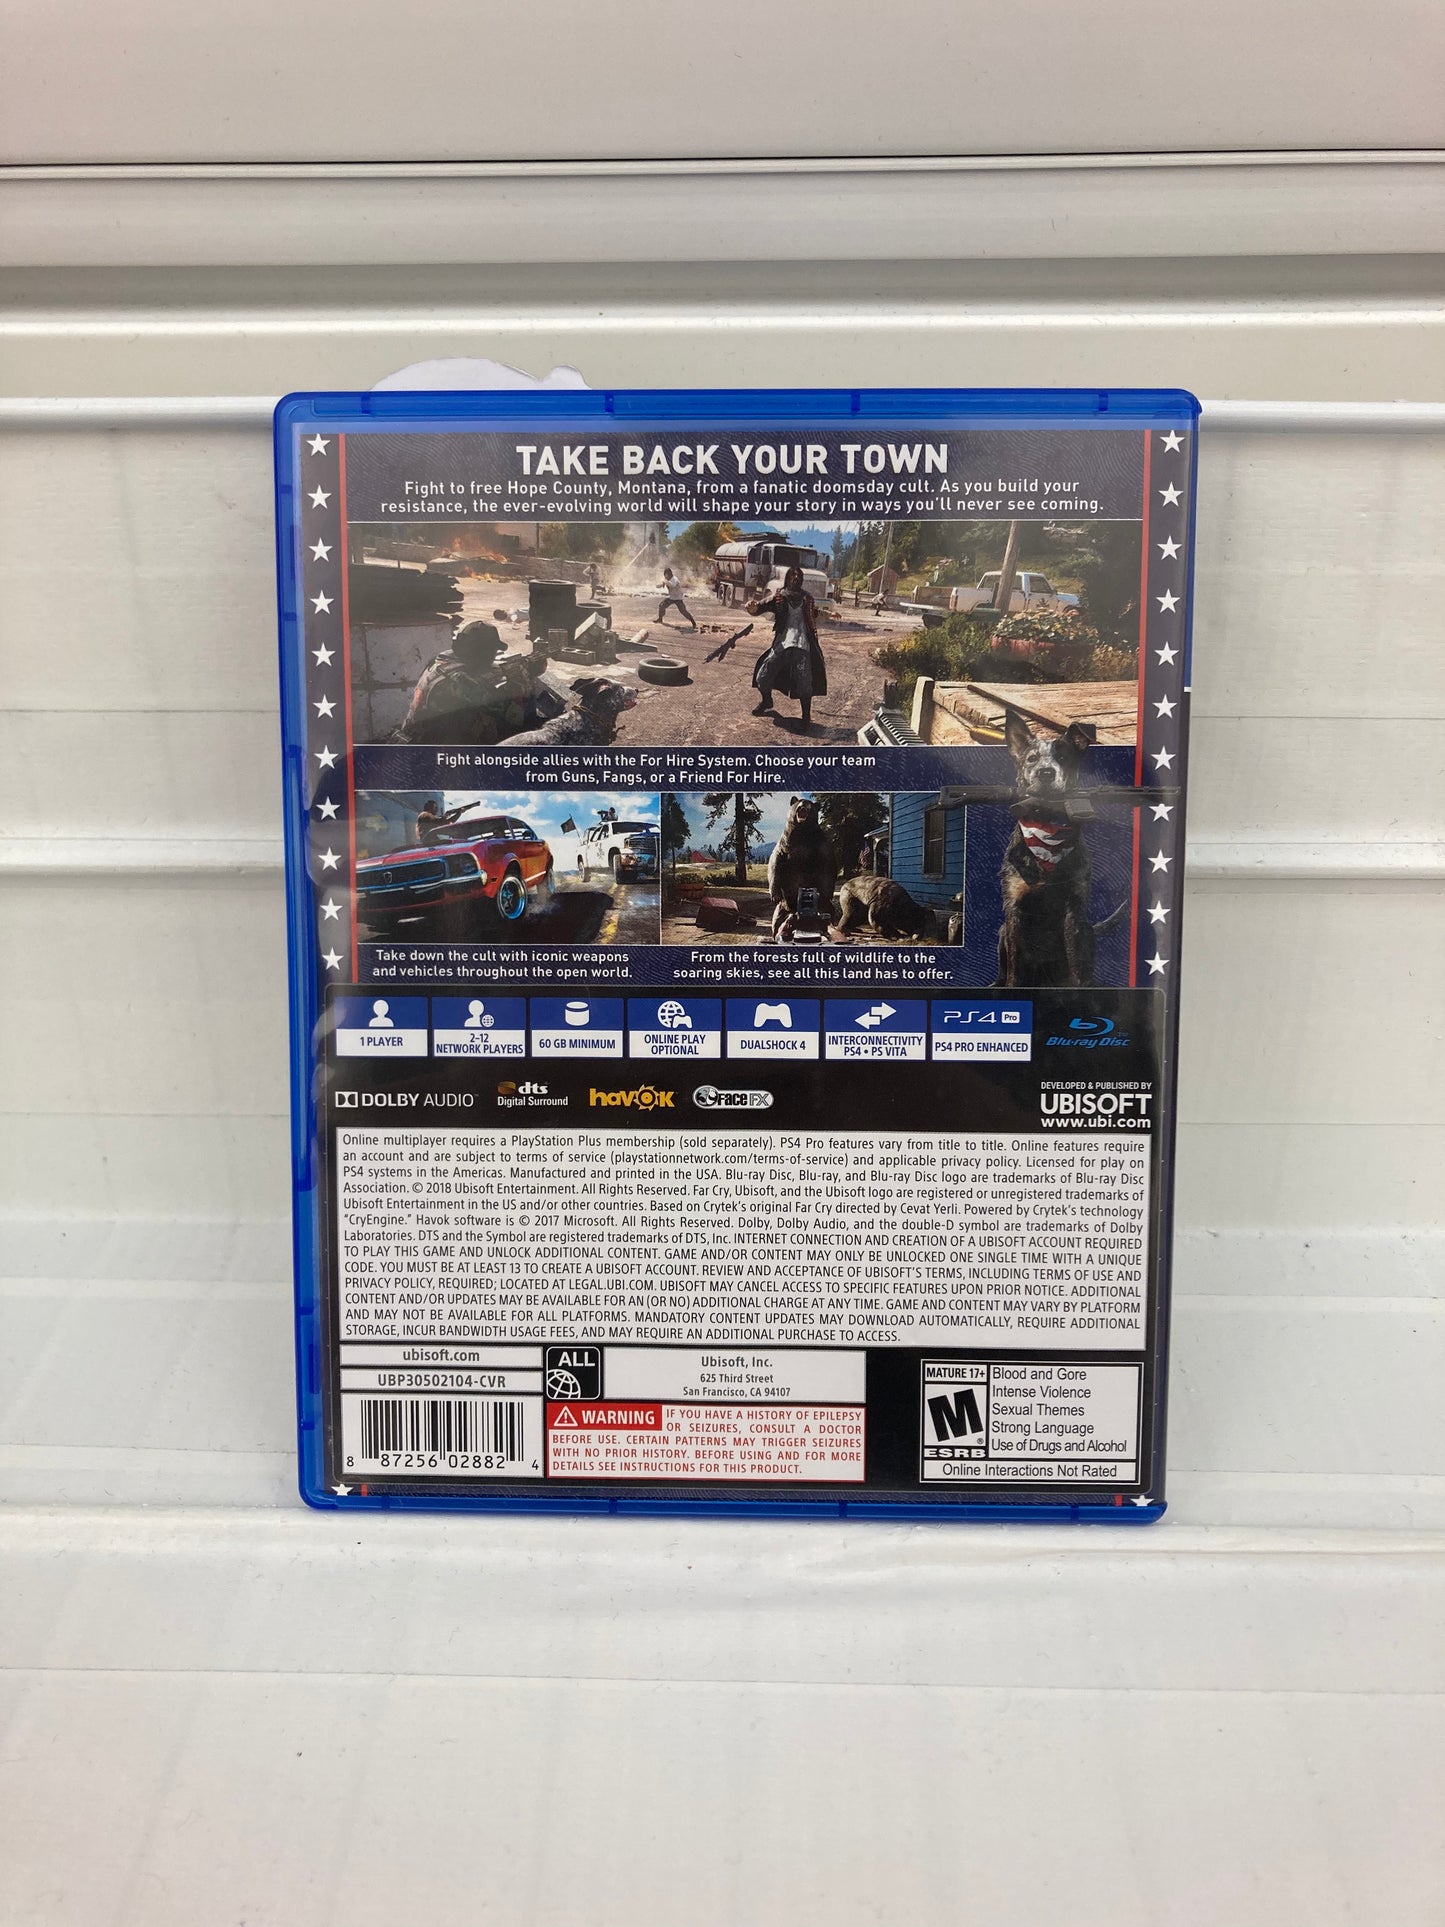 TAKE BACK YOUR TOWN
Fight to free Hope County, Montana, from a fanatic doomsday cult. As you build your
resistance, the ever-evolving world will shape your story in ways you'll never see coming.
Fight alongside allies with the For Hire System. Choose your team
from Guns, Fangs, or a Friend For Hire.
Take down the cult with iconic weapons
and vehicles throughout the open world.
From the forests full of wildlife to the
soaring skies, see all this land has to offer.
1 PLAYER
2-12
NETWORK PLAYERS
60 GB MINIMUM
ONLINE PLAY
OPTIONAL
DUALSHOCK 4
INTERCONNECTIVITY
PS4 • PS VITA
PS4 Pro
PS4 PRO ENHANCED
Blu-ray Disc
DOLBY AUDIO™
dts
Digital Surround
havok
FaceFX
DEVELOPED & PUBLISHED BY
UBISOFT
www.ubi.com
Online multiplayer requires a PlayStation Plus membership (sold separately). PS4 Pro features vary from title to title. Online features require
an account and are subject to terms of service (playstationnetwork.com/terms-of-service) and applicable privacy policy. Licensed for play on
PS4 systems in the Americas. Manufactured and printed in the USA. Blu-ray Disc, Blu-ray, and Blu-ray Disc logo are trademarks of Blu-ray Disc
Association. © 2018 Ubisoft Entertainment. All Rights Reserved. Far Cry, Ubisoft, and the Ubisoft logo are registered or unregistered trademarks of
Ubisoft Entertainment in the US and/or other countries. Based on Crytek's original Far Cry directed by Cevat Yerli. Powered by Crytek's technology
"CryEngine." Havok software is © 2017 Microsoft. All Rights Reserved. Dolby, Dolby Audio, and the double-D symbol are trademarks of Dolby
Laboratories. DTS and the Symbol are registered trademarks of DTS, Inc. INTERNET CONNECTION AND CREATION OF A UBISOFT ACCOUNT REQUIRED
TO PLAY THIS GAME AND UNLOCK ADDITIONAL CONTENT. GAME AND/OR CONTENT MAY ONLY BE UNLOCKED ONE SINGLE TIME WITH A UNIQUE
CODE. YOU MUST BE AT LEAST 13 TO CREATE A UBISOFT ACCOUNT. REVIEW AND ACCEPTANCE OF UBISOFT'S TERMS, INCLUDING TERMS OF USE AND
PRIVACY POLICY, REQUIRED; LOCATED AT LEGAL.UBI.COM. UBISOFT MAY CANCEL ACCESS TO SPECIFIC FEATURES UPON PRIOR NOTICE. ADDITIONAL
CONTENT AND/OR UPDATES MAY BE AVAILABLE FOR AN (OR NO) ADDITIONAL CHARGE AT ANY TIME. GAME AND CONTENT MAY VARY BY PLATFORM
AND MAY NOT BE AVAILABLE FOR ALL PLATFORMS. MANDATORY CONTENT UPDATES MAY DOWNLOAD AUTOMATICALLY, REQUIRE ADDITIONAL
STORAGE, INCUR BANDWIDTH USAGE FEES, AND MAY REQUIRE AN ADDITIONAL PURCHASE TO ACCESS.
ubisoft.com
UBP30502104-CVR
8 87256 02882 4
ALL
Ubisoft, Inc.
625 Third Street
San Francisco, CA 94107
WARNING IF YOU HAVE A HISTORY OF EPILEPSY
OR SEIZURES, CONSULT A DOCTOR
BEFORE USE. CERTAIN PATTERNS MAY TRIGGER SEIZURES
WITH NO PRIOR HISTORY. BEFORE USING AND FOR MORE
DETAILS SEE INSTRUCTIONS FOR THIS PRODUCT.
MATURE 17+
M
®
ESRB
Blood and Gore
Intense Violence
Sexual Themes
Strong Language
Use of Drugs and Alcohol
Online Interactions Not Rated